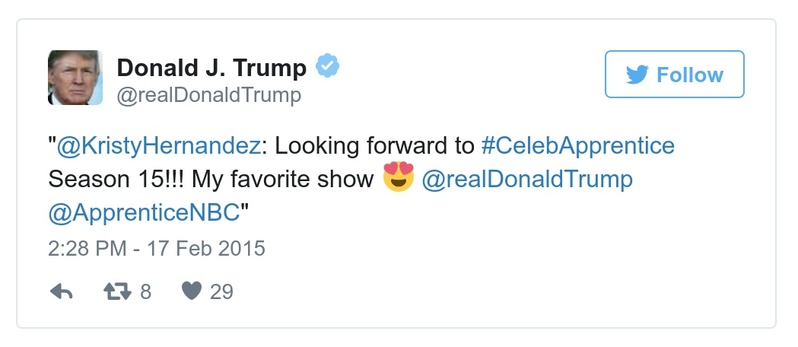 Donald J. Trump
@realDonaldTrump
Follow
"@KristyHernandez: Looking forward to #CelebApprentice
Season 15!!! My favorite show 😍 @realDonaldTrump
@ApprenticeNBC"
2:28 PM - 17 Feb 2015
8 29